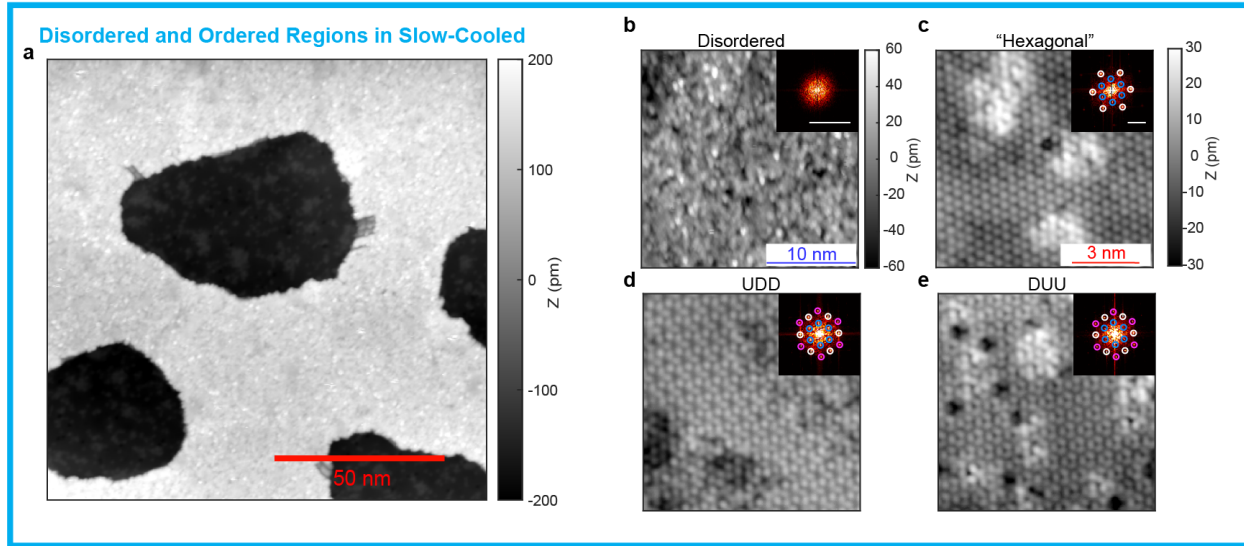 Disordered and Ordered Regions in Slow-Cooled
a
200
100
0
-100
-200
Z (pm)
50 nm
b
Disordered
60
40
20
0
-20
-40
-60
Z (pm)
10 nm
c
“Hexagonal”
30
20
10
0
-10
-20
-30
Z (pm)
3 nm
d
UDD
e
DUU